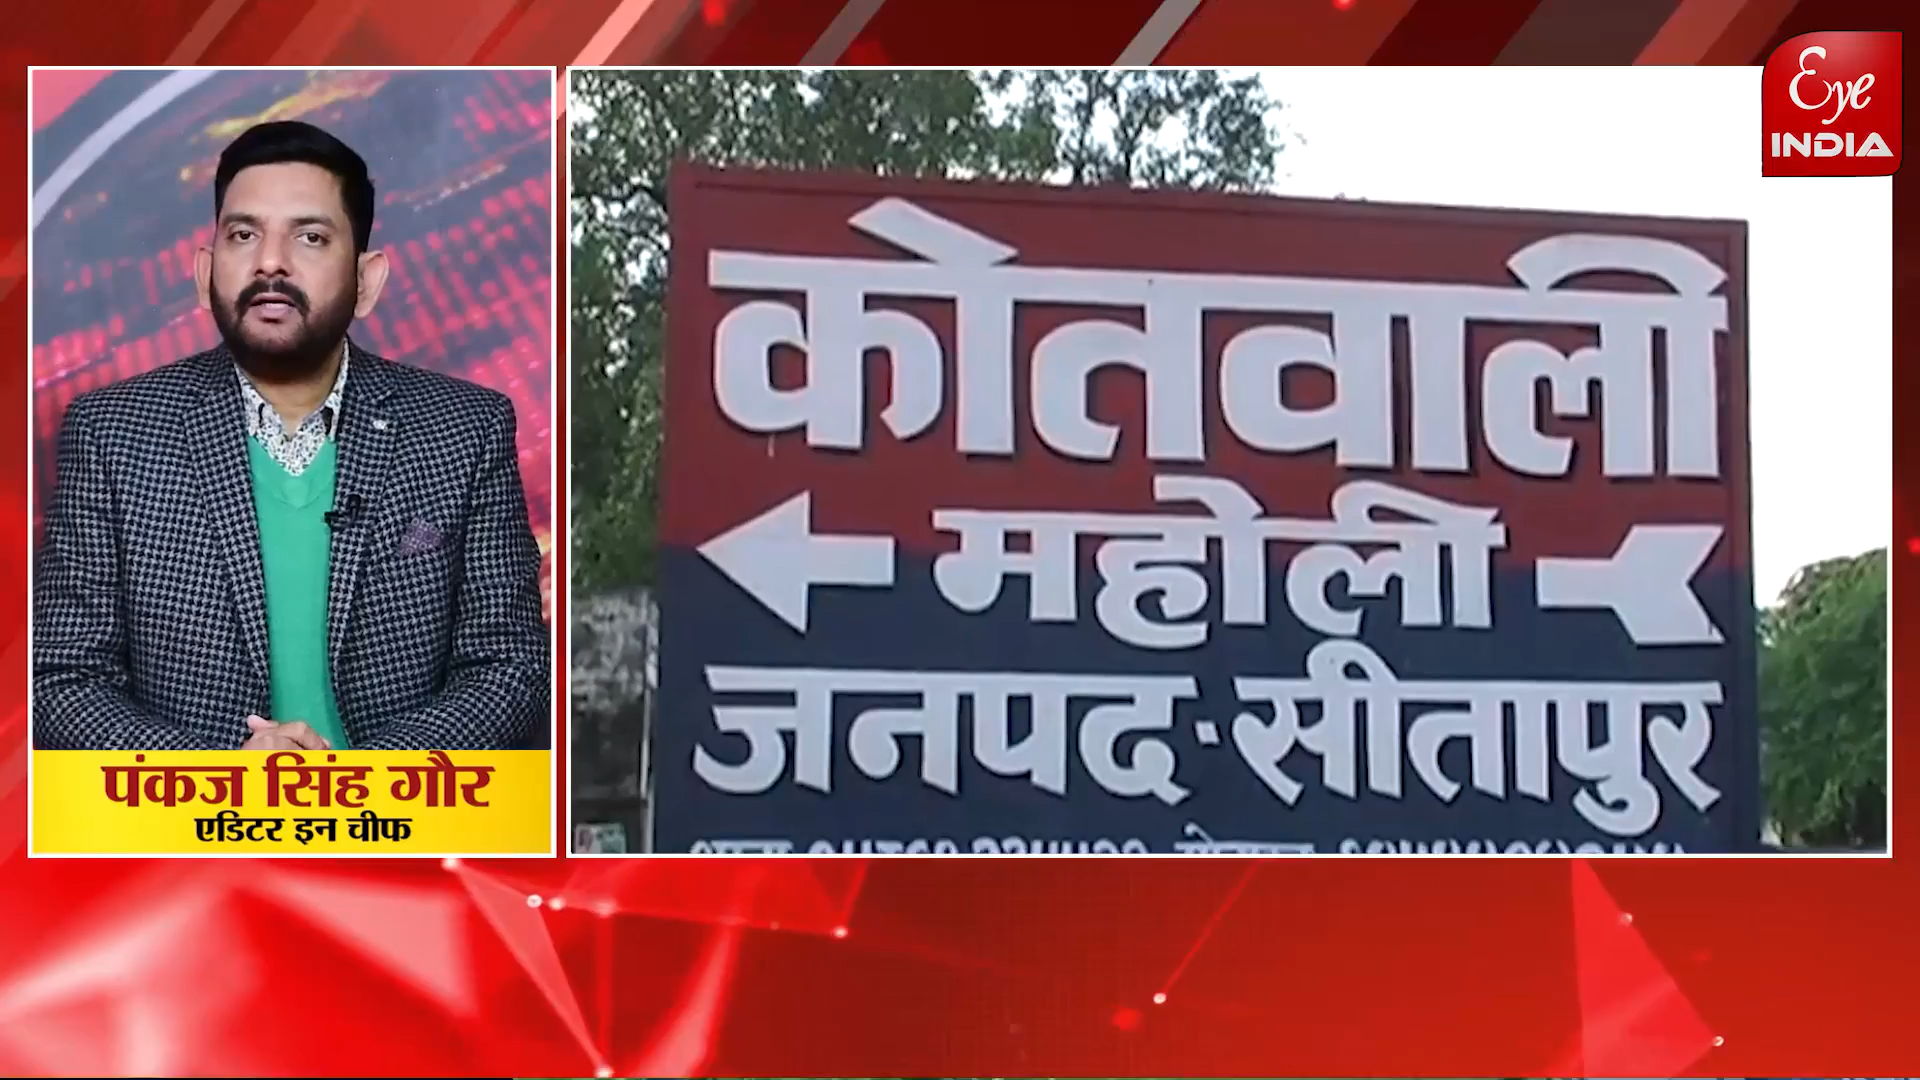 Eye
INDIA
कोतवाली
महोली
जनपद-सीतापुर
पंकज सिंह गौर
एडिटर इन चीफ